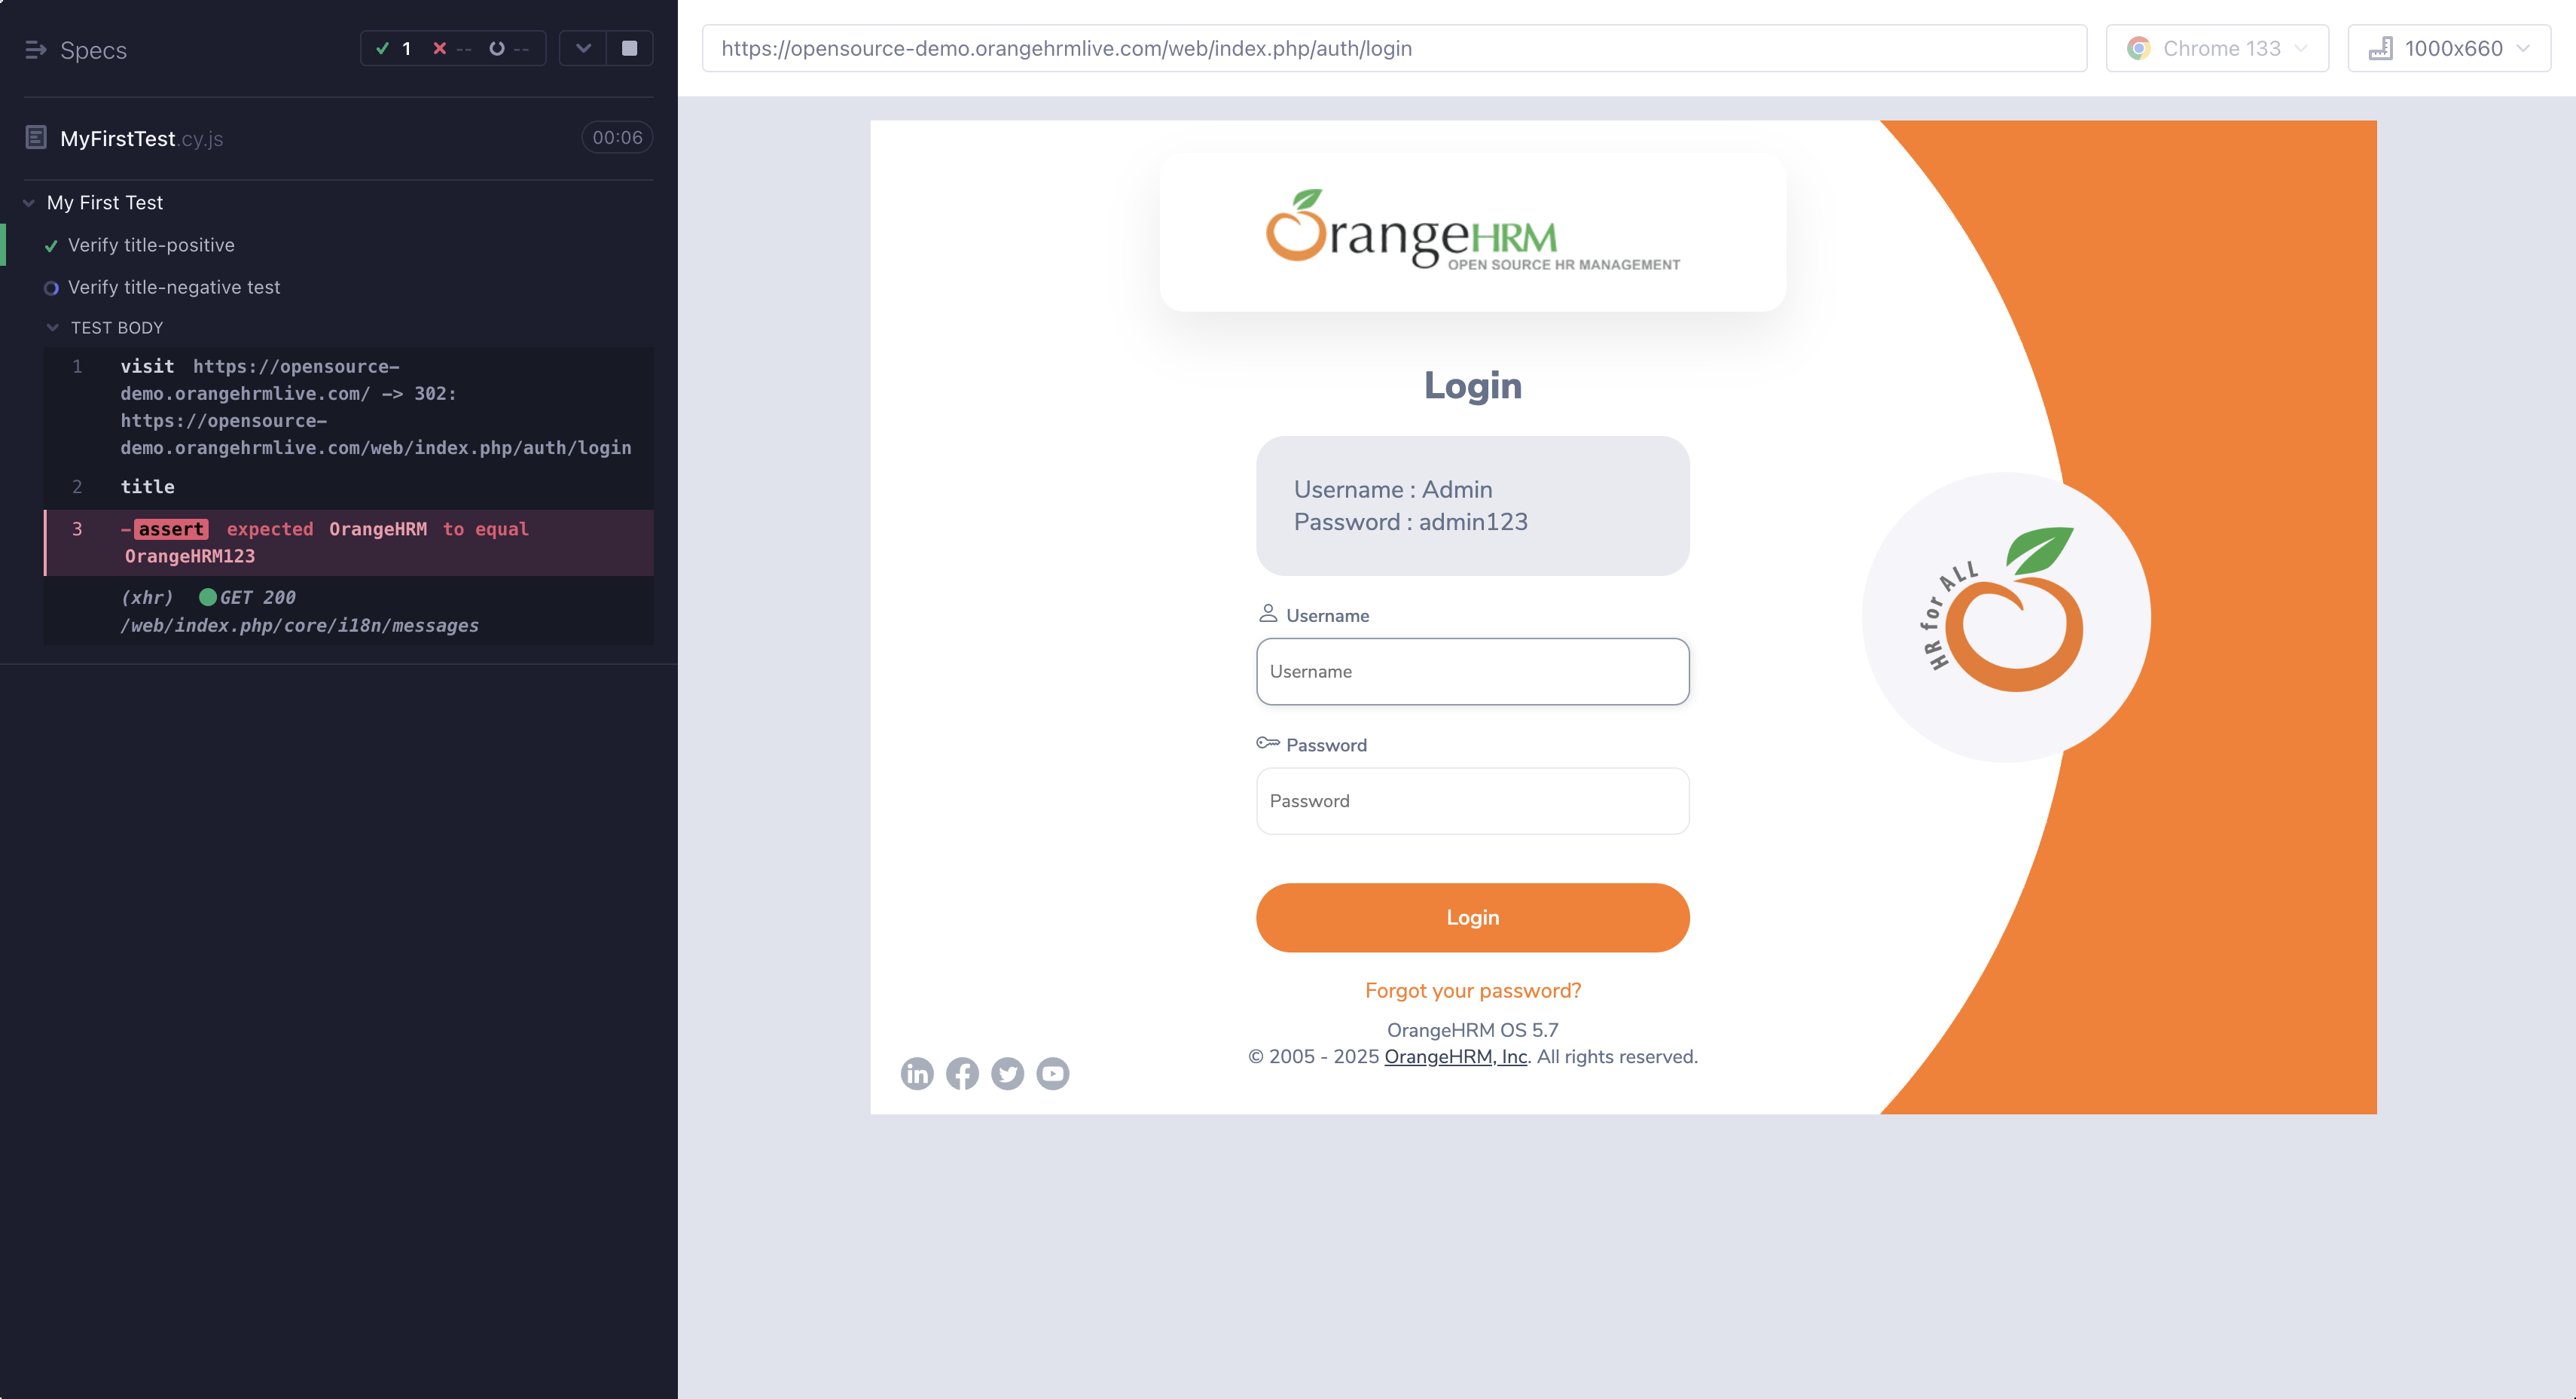 Specs
1 -- --
MyFirstTest.cy.js
00:06
My First Test
Verify title-positive
Verify title-negative test
TEST BODY
1 visit https://opensource-
demo.orangehrmlive.com/ -> 302:
https://opensource-
demo.orangehrmlive.com/web/index.php/auth/login
2 title
3 -assert expected OrangeHRM to equal
OrangeHRM123
(xhr) GET 200
/web/index.php/core/i18n/messages
https://opensource-demo.orangehrmlive.com/web/index.php/auth/login
Chrome 133
1000x660
OrangeHRM
OPEN SOURCE HR MANAGEMENT
Login
Username : Admin
Password : admin123
Username
Username
Password
Password
Login
Forgot your password?
OrangeHRM OS 5.7
© 2005 - 2025 OrangeHRM, Inc. All rights reserved.
in
HR for ALL